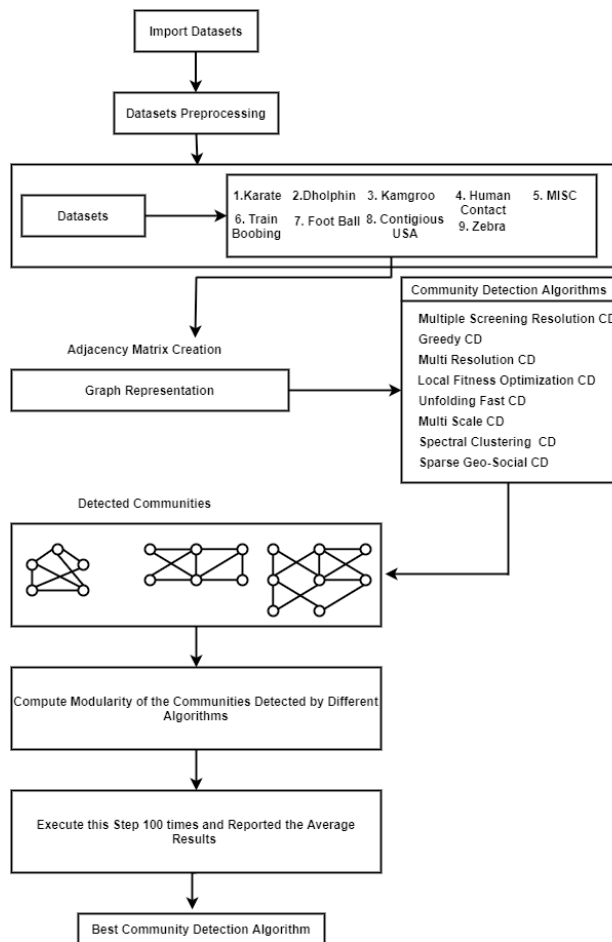 Import Datasets
Datasets Preprocessing
Datasets
1.Karate 2.Dholphin 3. Kamgroo 4. Human Contact 5. MISC
6. Train Boobing 7. Foot Ball 8. Contigious USA 9. Zebra
Community Detection Algorithms
Multiple Screening Resolution CD
Greedy CD
Multi Resolution CD
Local Fitness Optimization CD
Unfolding Fast CD
Multi Scale CD
Spectral Clustering CD
Sparse Geo-Social CD
Adjacency Matrix Creation
Graph Representation
Detected Communities
Compute Modularity of the Communities Detected by Different
Algorithms
Execute this Step 100 times and Reported the Average
Results
Best Community Detection Algorithm